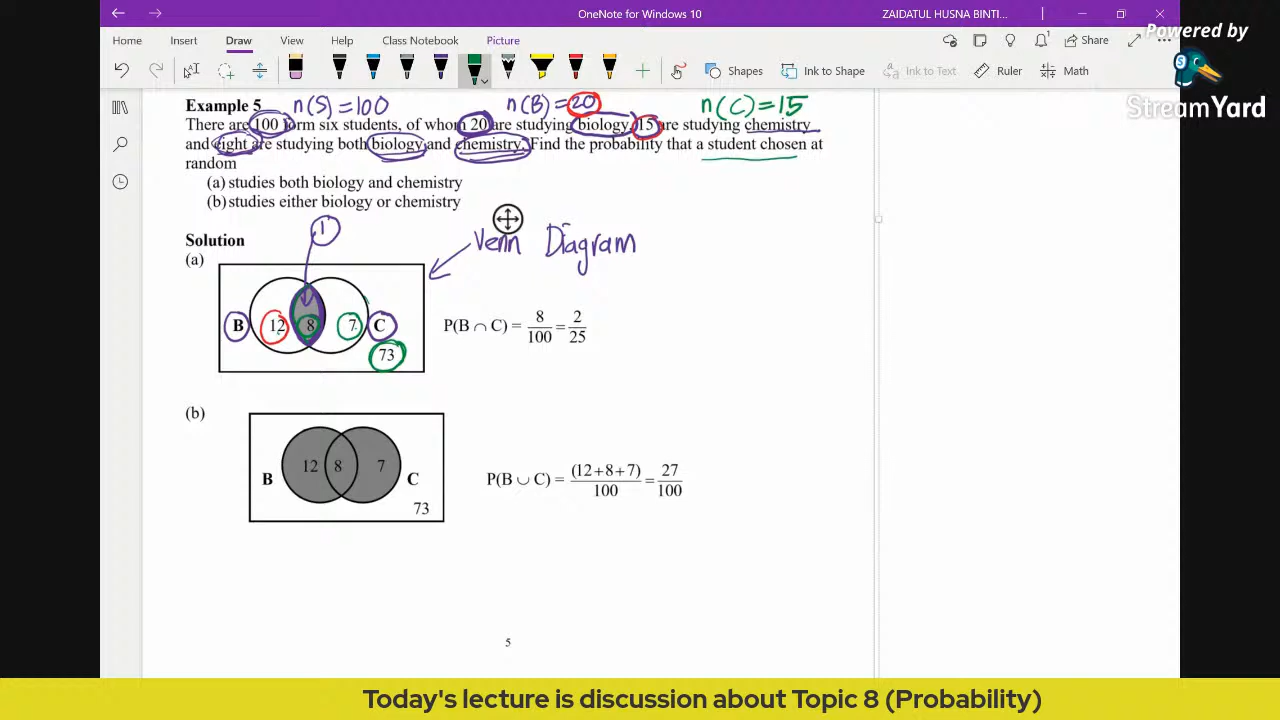 OneNote for Windows 10
ZAIDATUL HUSNA BINTI...
Powered by
StreamYard
Home Insert Draw View Help Class Notebook Picture
Share
Shapes Ink to Shape Ink to Text Ruler Math
Example 5 n(S) = 100 n(B) = 20 n(C) = 15
There are 100 form six students, of whom 20 are studying biology, 15 are studying chemistry
and eight are studying both biology and chemistry. Find the probability that a student chosen at
random
(a) studies both biology and chemistry
(b) studies either biology or chemistry
1
Solution
Venn Diagram
(a)
B 12 8 7 C
73
P(B ∩ C) = 8/100 = 2/25
(b)
B 12 8 7 C
73
P(B ∪ C) = (12+8+7)/100 = 27/100
5
Today's lecture is discussion about Topic 8 (Probability)